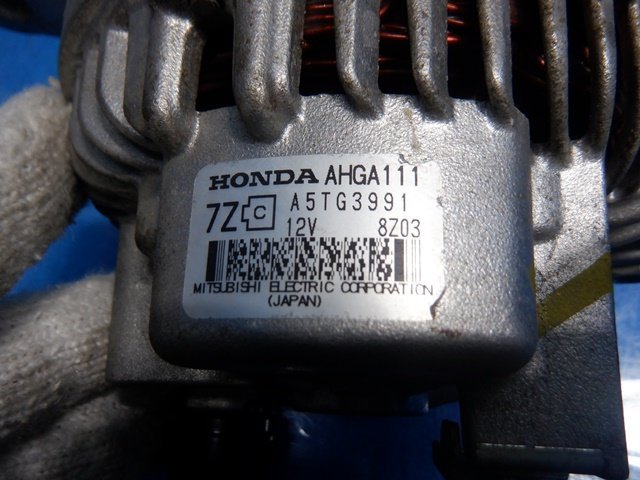 HONDA AHGA111
7Z C A5TG3991
12V 8Z03
MITSUBISHI ELECTRIC CORPORATION
(JAPAN)